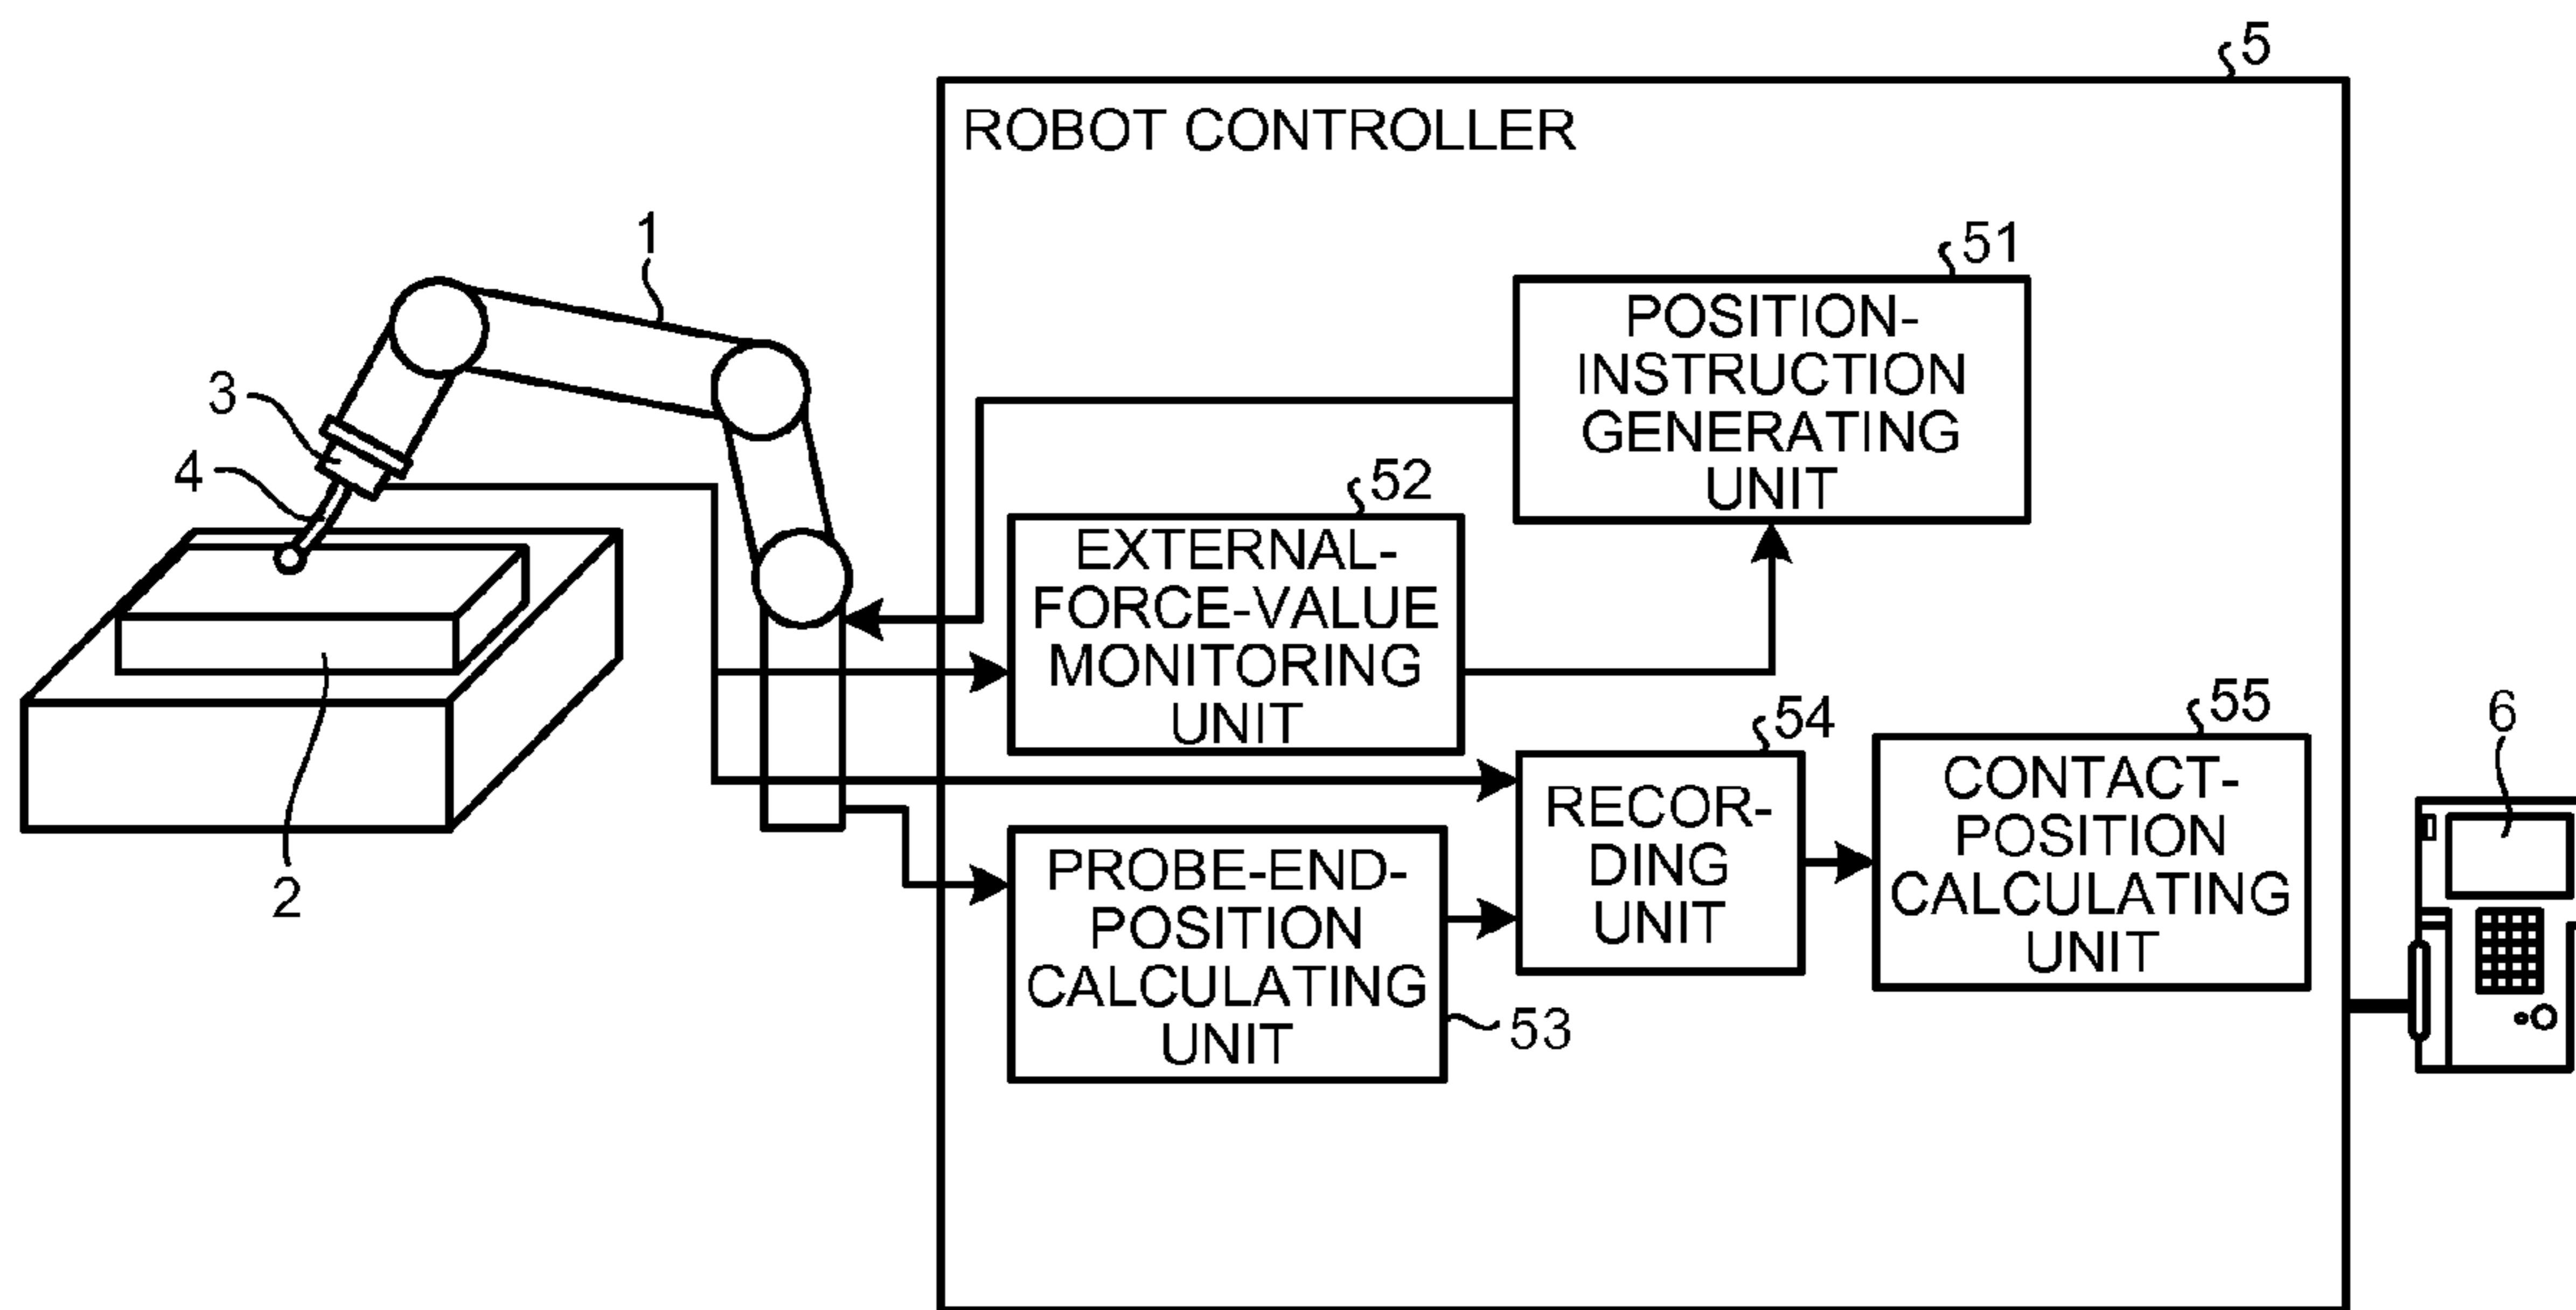 5
ROBOT CONTROLLER
1
51
POSITION-
INSTRUCTION
GENERATING
UNIT
3
4
52
EXTERNAL-
FORCE-VALUE
MONITORING
UNIT
2
54
RECOR-
DING
UNIT
55
CONTACT-
POSITION
CALCULATING
UNIT
6
PROBE-END-
POSITION
CALCULATING
UNIT
53